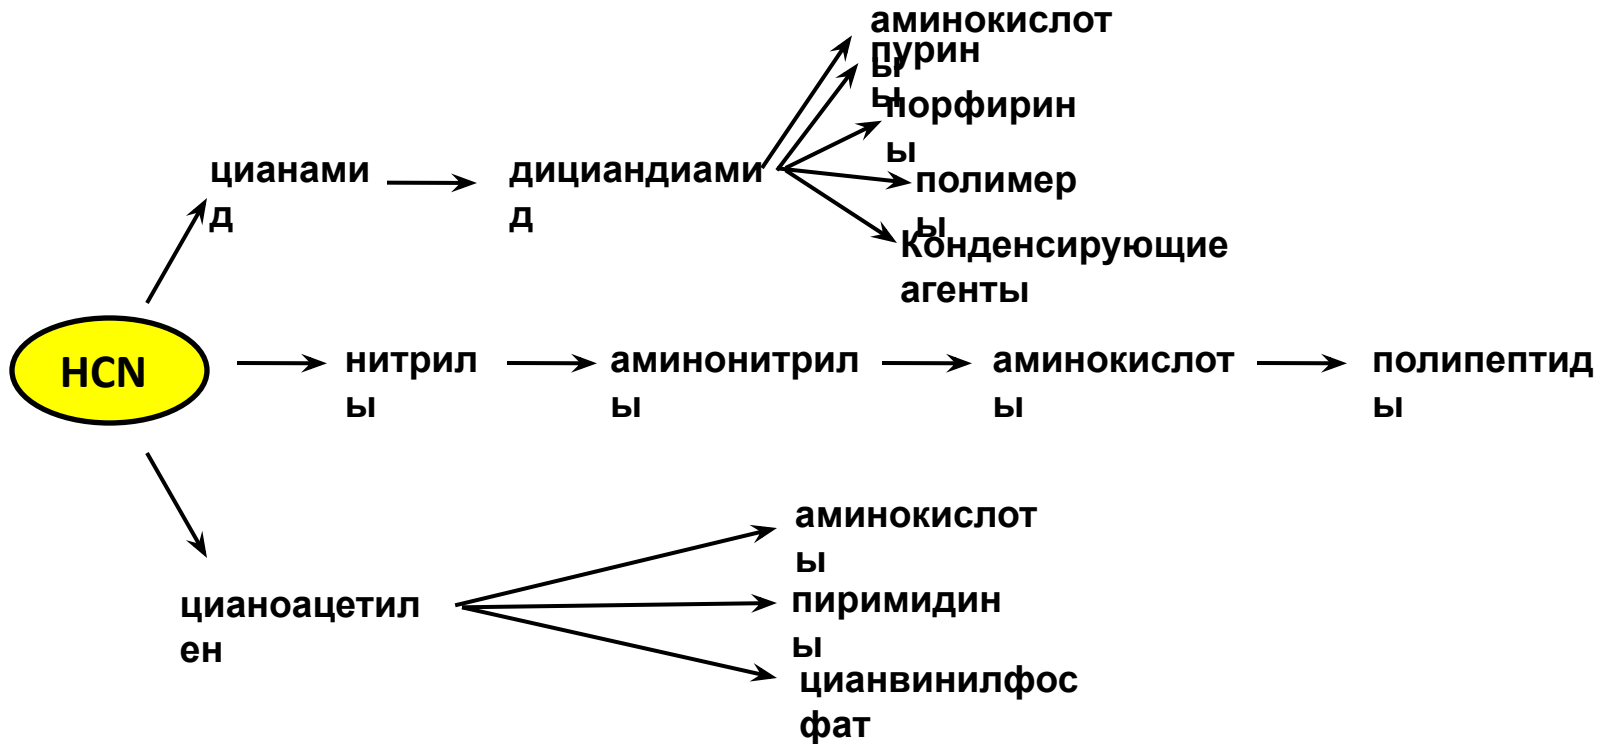 аминокислот
ы
пурин
ы
порфирин
ы
цианами
д
дициандиами
д
полимер
ы
Конденсирующие
агенты
HCN
нитрил
ы
аминонитрил
ы
аминокислот
ы
полипептид
ы
аминокислот
ы
цианоацетил
ен
пиримидин
ы
цианвинилфос
фат